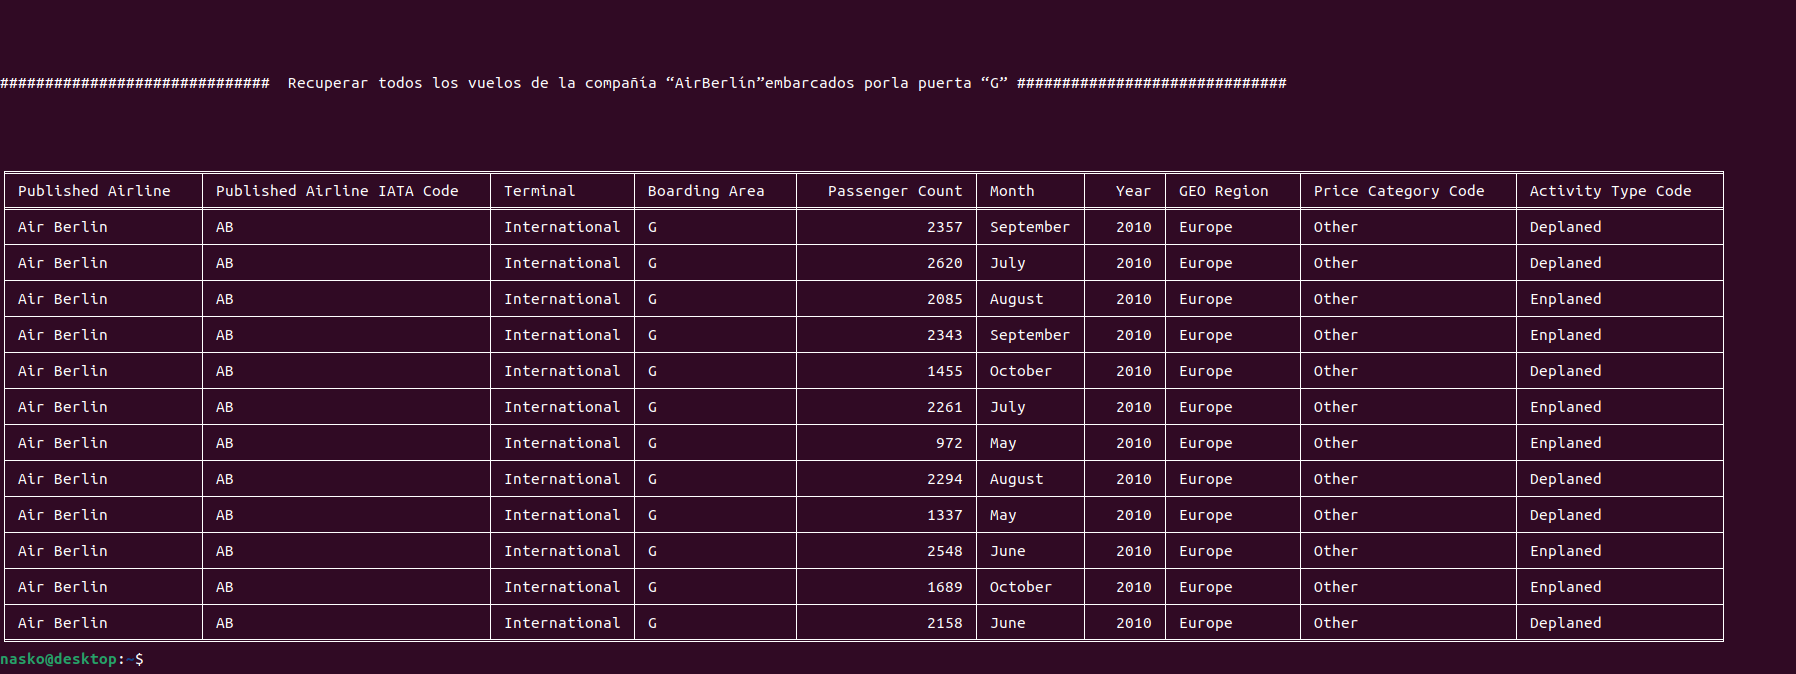 ############################## Recuperar todos los vuelos de la compañía “AirBerlín”embarcados porla puerta “G” ##############################
Published Airline Published Airline IATA Code Terminal Boarding Area Passenger Count Month Year GEO Region Price Category Code Activity Type Code
Air Berlin AB International G 2357 September 2010 Europe Other Deplaned
Air Berlin AB International G 2620 July 2010 Europe Other Deplaned
Air Berlin AB International G 2085 August 2010 Europe Other Enplaned
Air Berlin AB International G 2343 September 2010 Europe Other Enplaned
Air Berlin AB International G 1455 October 2010 Europe Other Deplaned
Air Berlin AB International G 2261 July 2010 Europe Other Enplaned
Air Berlin AB International G 972 May 2010 Europe Other Enplaned
Air Berlin AB International G 2294 August 2010 Europe Other Deplaned
Air Berlin AB International G 1337 May 2010 Europe Other Deplaned
Air Berlin AB International G 2548 June 2010 Europe Other Enplaned
Air Berlin AB International G 1689 October 2010 Europe Other Enplaned
Air Berlin AB International G 2158 June 2010 Europe Other Deplaned
nasko@desktop:~$